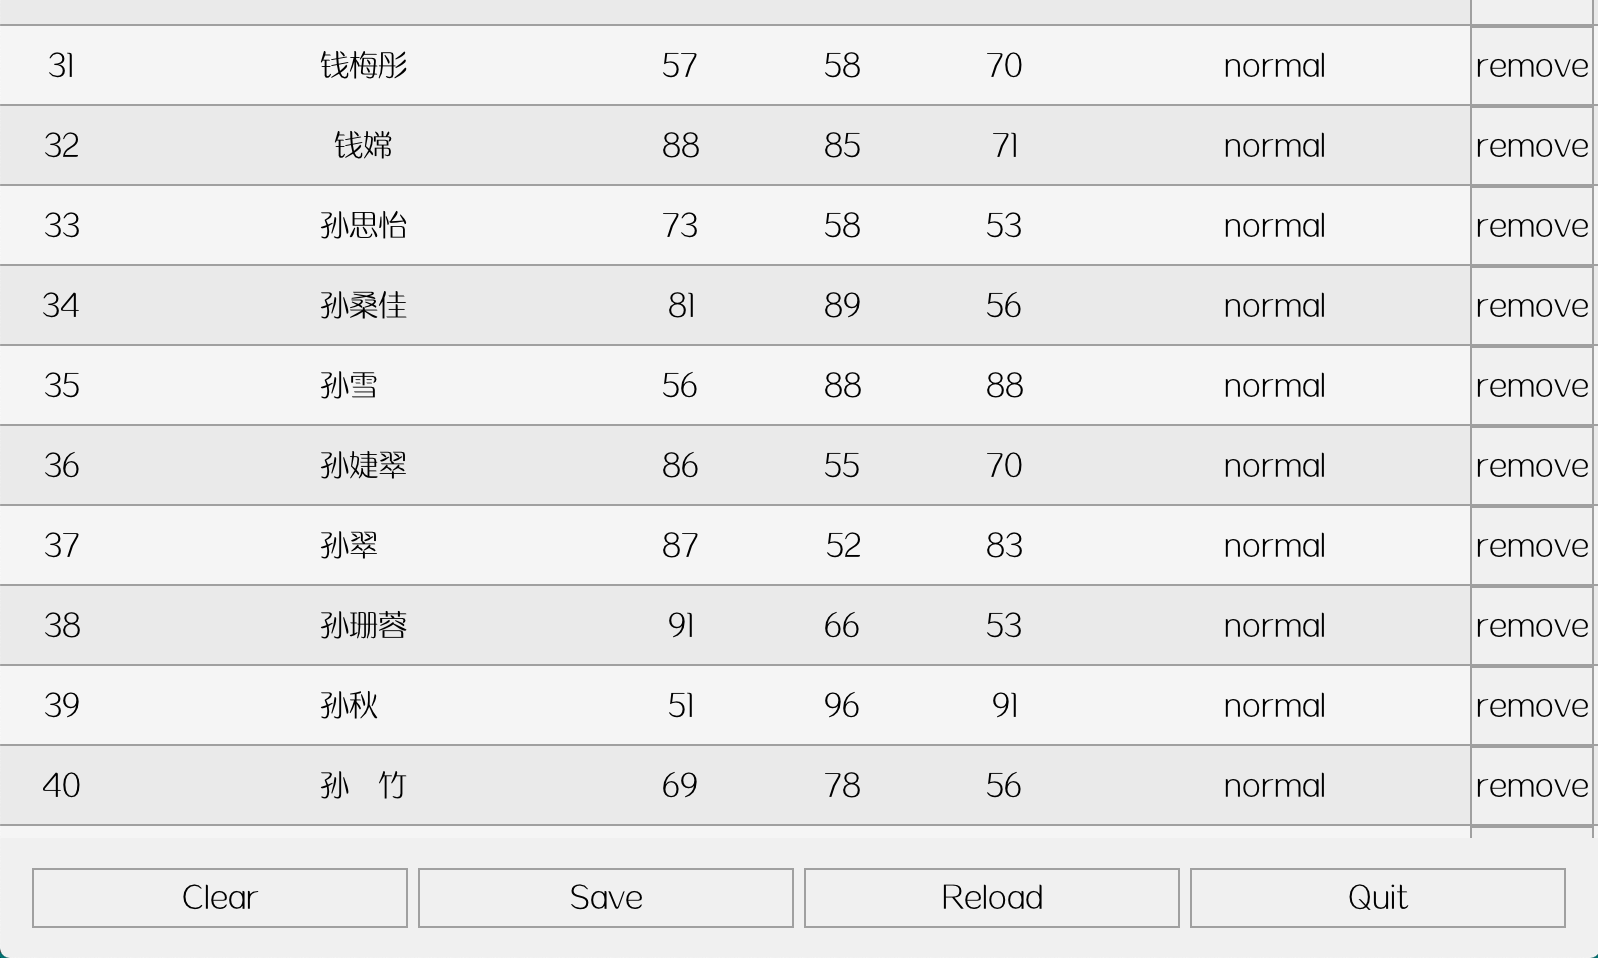 31 钱梅彤 57 58 70 normal remove
32 钱嫦 88 85 71 normal remove
33 孙思怡 73 58 53 normal remove
34 孙桑佳 81 89 56 normal remove
35 孙雪 56 88 88 normal remove
36 孙婕翠 86 55 70 normal remove
37 孙翠 87 52 83 normal remove
38 孙珊蓉 91 66 53 normal remove
39 孙秋 51 96 91 normal remove
40 孙　竹 69 78 56 normal remove
Clear Save Reload Quit